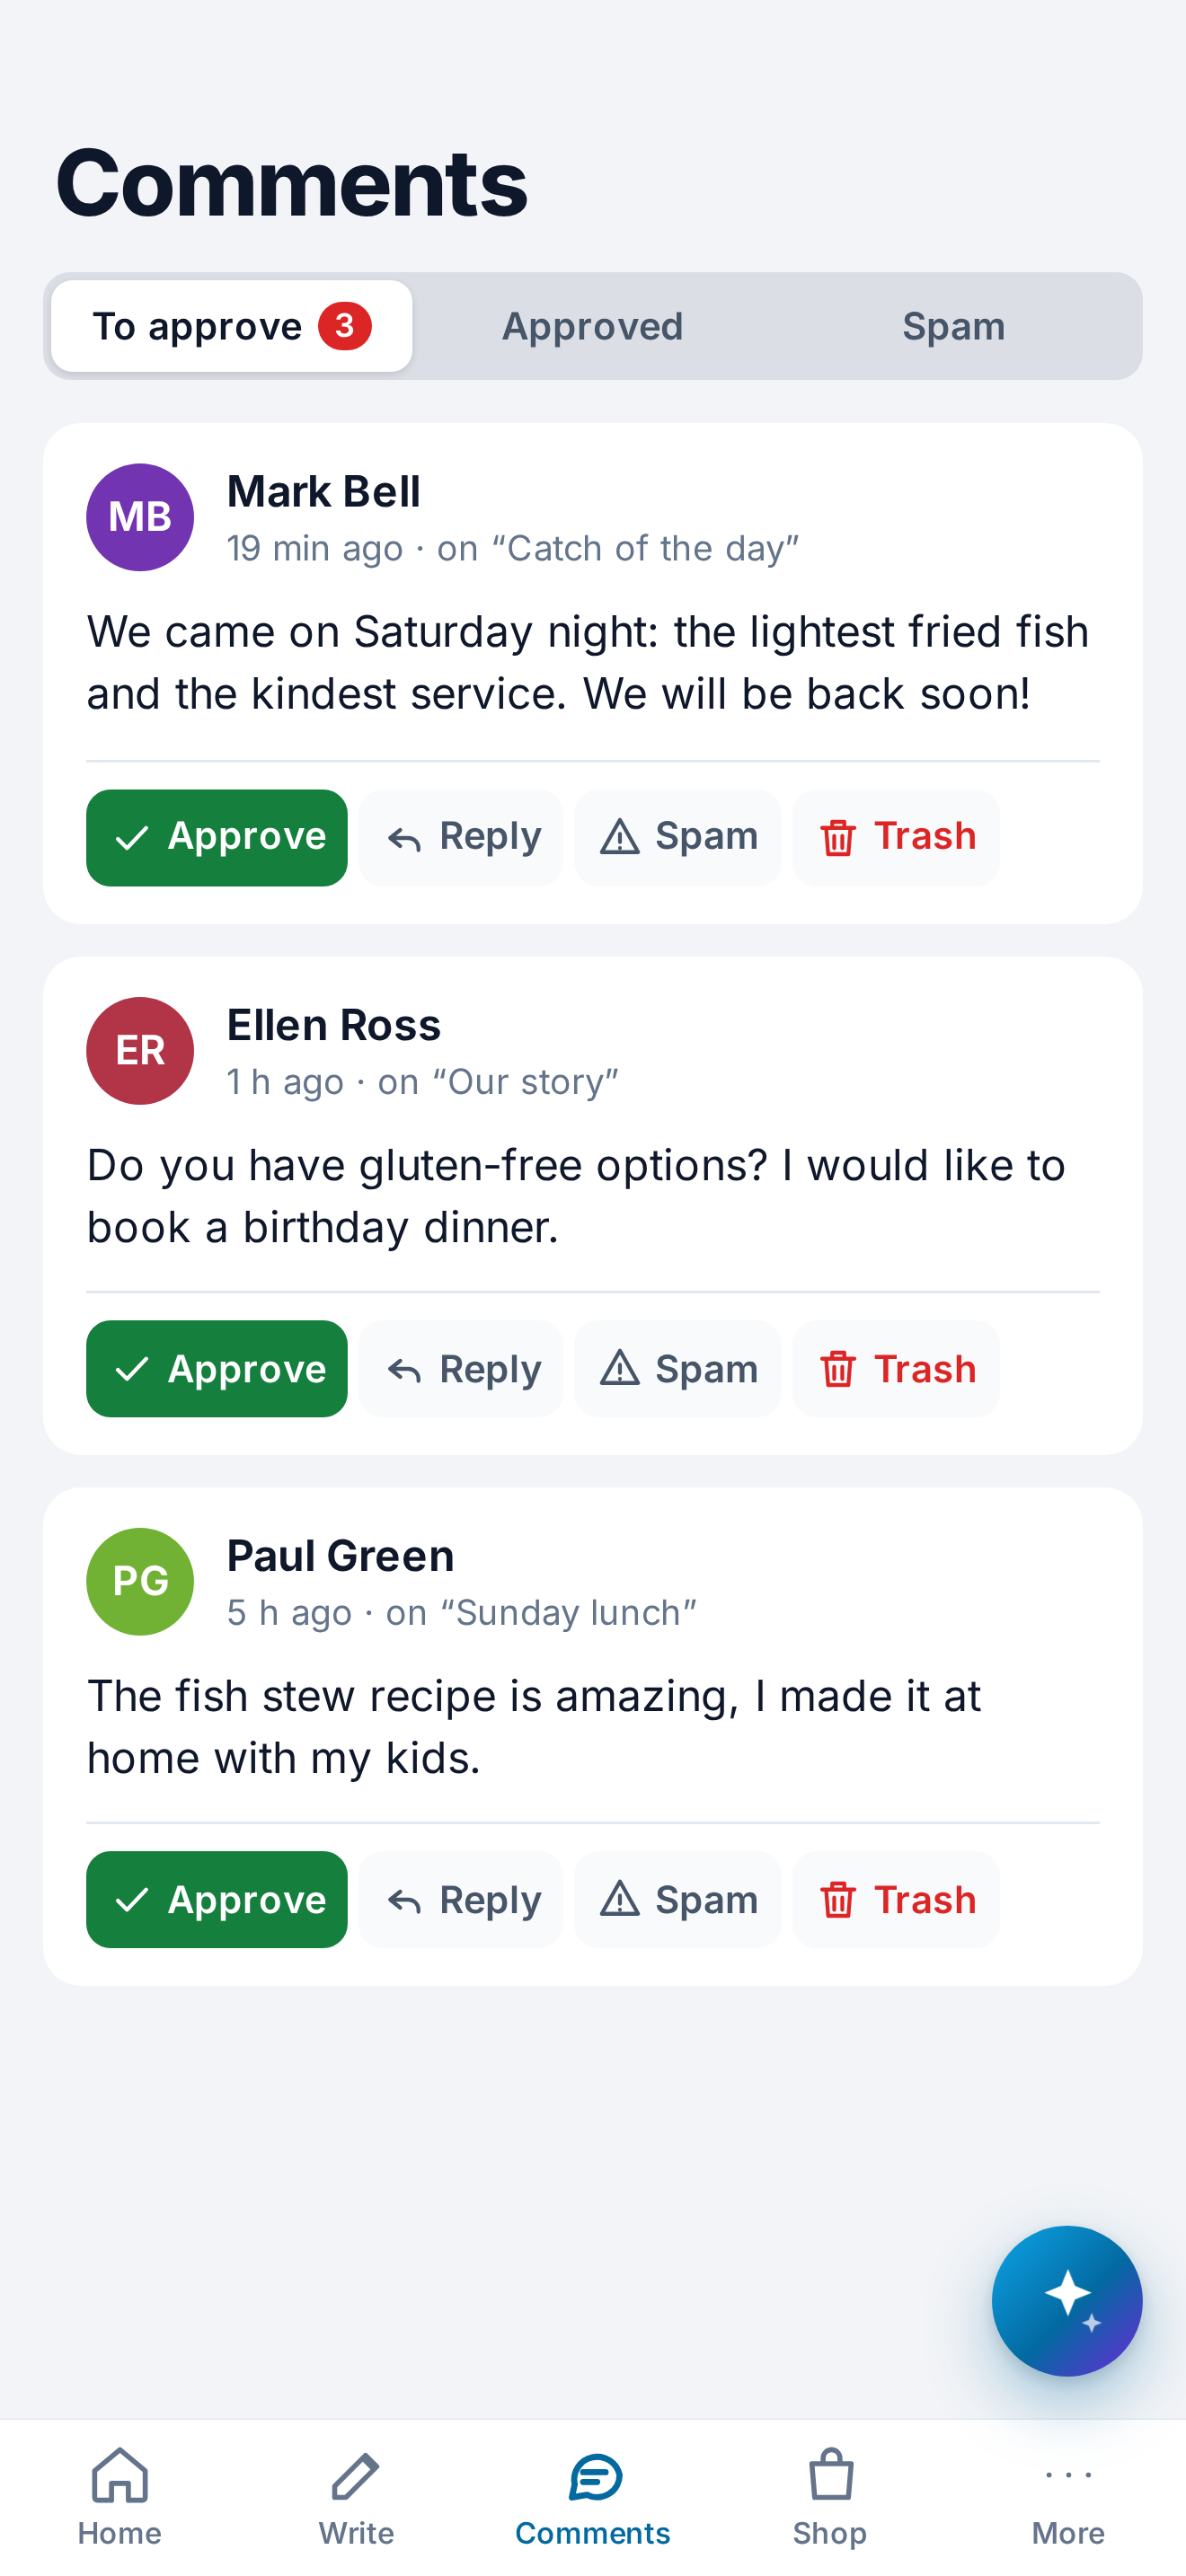 Comments
To approve 3 Approved Spam
MB
Mark Bell
19 min ago · on “Catch of the day”
We came on Saturday night: the lightest fried fish
and the kindest service. We will be back soon!
Approve Reply Spam Trash
ER
Ellen Ross
1 h ago · on “Our story”
Do you have gluten-free options? I would like to
book a birthday dinner.
Approve Reply Spam Trash
PG
Paul Green
5 h ago · on “Sunday lunch”
The fish stew recipe is amazing, I made it at
home with my kids.
Approve Reply Spam Trash
Home Write Comments Shop More